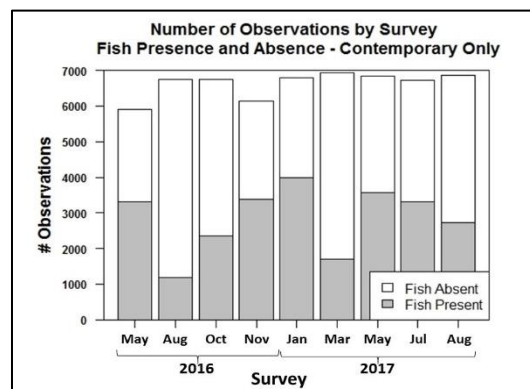 Number of Observations by Survey
Fish Presence and Absence - Contemporary Only
# Observations
7000
6000
5000
4000
3000
2000
1000
0
Fish Absent
Fish Present
May Aug Oct Nov Jan Mar May Jul Aug
2016 2017
Survey